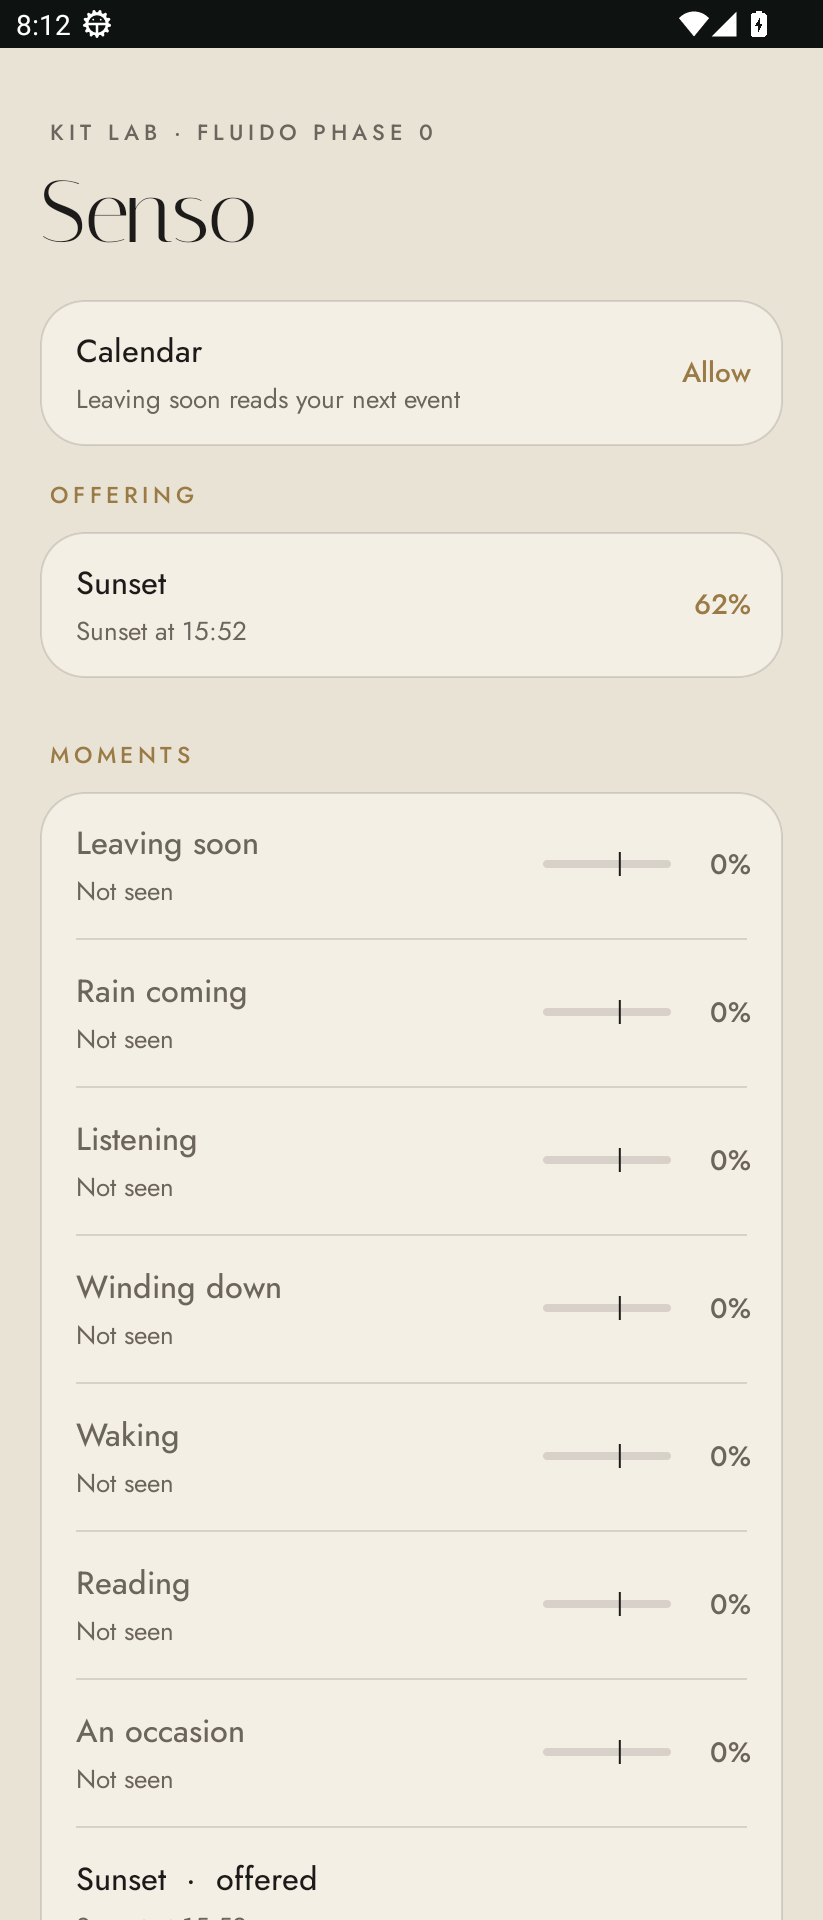 8:12
KIT LAB · FLUIDO PHASE 0
Senso
Calendar
Allow
Leaving soon reads your next event
OFFERING
Sunset
62%
Sunset at 15:52
MOMENTS
Leaving soon
0%
Not seen
Rain coming
0%
Not seen
Listening
0%
Not seen
Winding down
0%
Not seen
Waking
0%
Not seen
Reading
0%
Not seen
An occasion
0%
Not seen
Sunset · offered